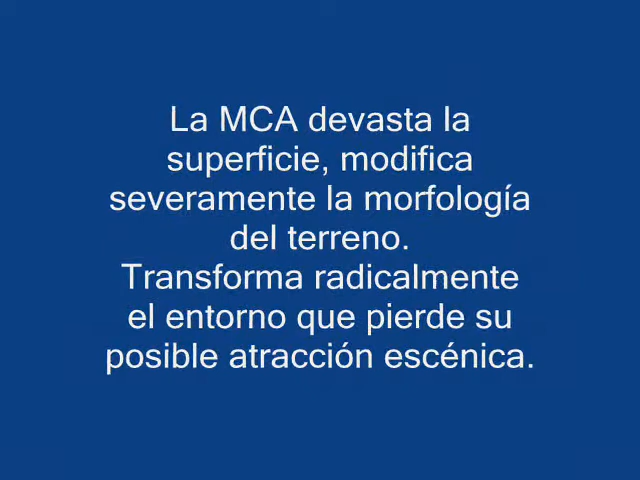 La MCA devasta la
superficie, modifica
severamente la morfología
del terreno.
Transforma radicalmente
el entorno que pierde su
posible atracción escénica.